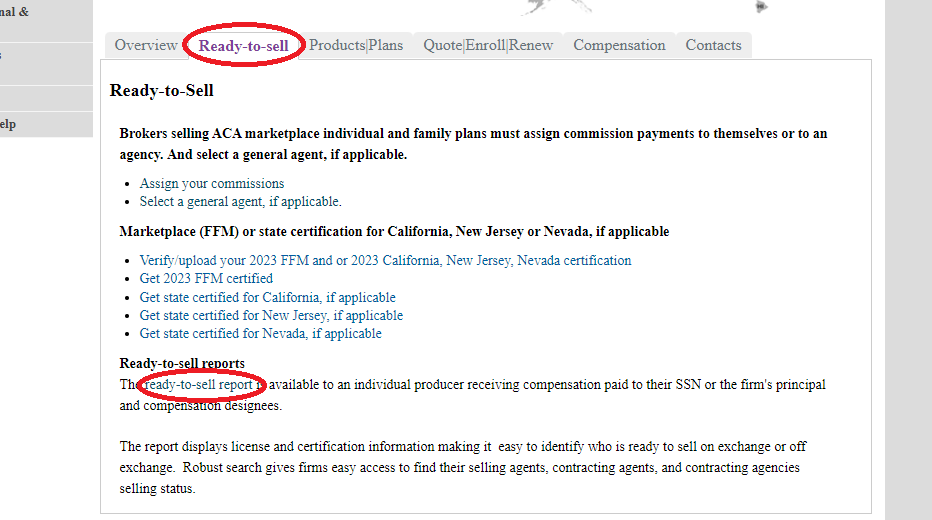 nal &
s
elp
Overview Ready-to-sell Products|Plans Quote|Enroll|Renew Compensation Contacts
Ready-to-Sell
Brokers selling ACA marketplace individual and family plans must assign commission payments to themselves or to an
agency. And select a general agent, if applicable.
• Assign your commissions
• Select a general agent, if applicable.
Marketplace (FFM) or state certification for California, New Jersey or Nevada, if applicable
• Verify/upload your 2023 FFM and or 2023 California, New Jersey, Nevada certification
• Get 2023 FFM certified
• Get state certified for California, if applicable
• Get state certified for New Jersey, if applicable
• Get state certified for Nevada, if applicable
Ready-to-sell reports
The ready-to-sell report is available to an individual producer receiving compensation paid to their SSN or the firm's principal
and compensation designees.
The report displays license and certification information making it  easy to identify who is ready to sell on exchange or off
exchange.  Robust search gives firms easy access to find their selling agents, contracting agents, and contracting agencies
selling status.